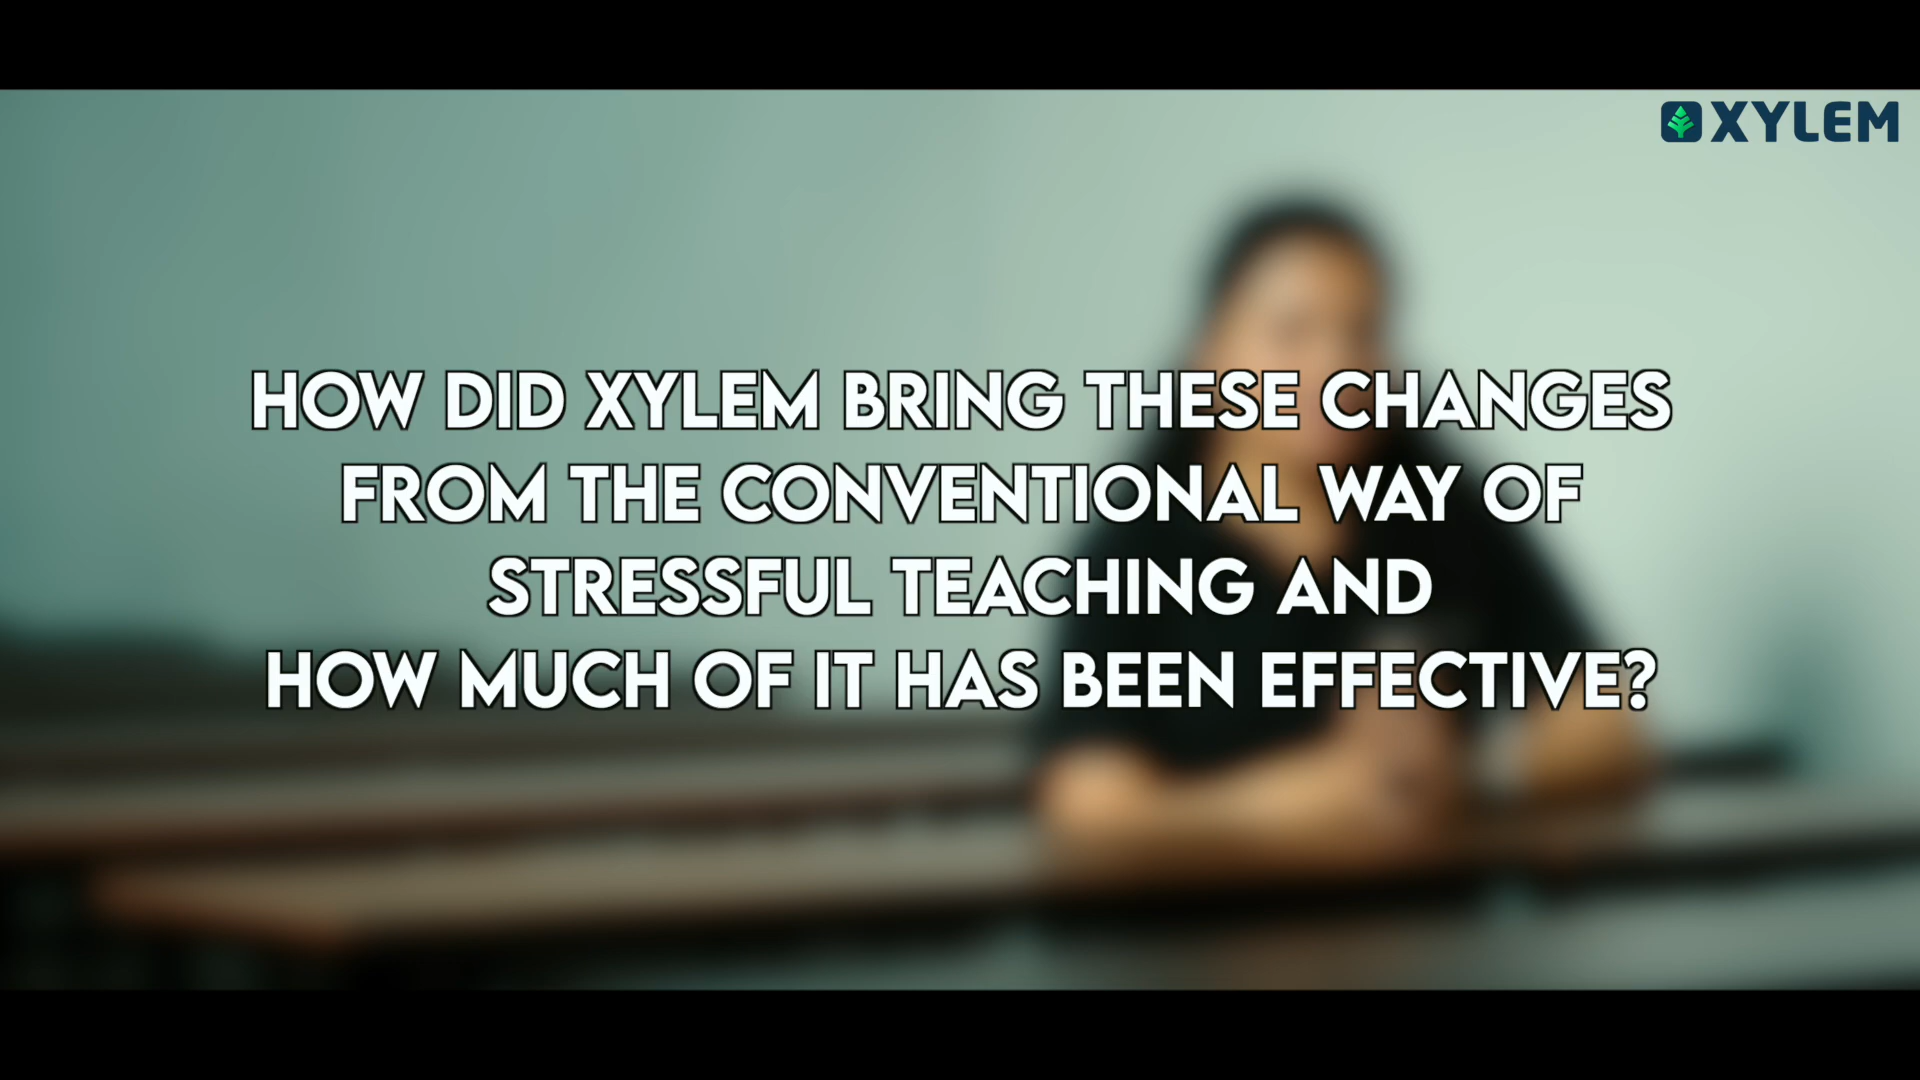 XYLEM
HOW DID XYLEM BRING THESE CHANGES
FROM THE CONVENTIONAL WAY OF
STRESSFUL TEACHING AND
HOW MUCH OF IT HAS BEEN EFFECTIVE?